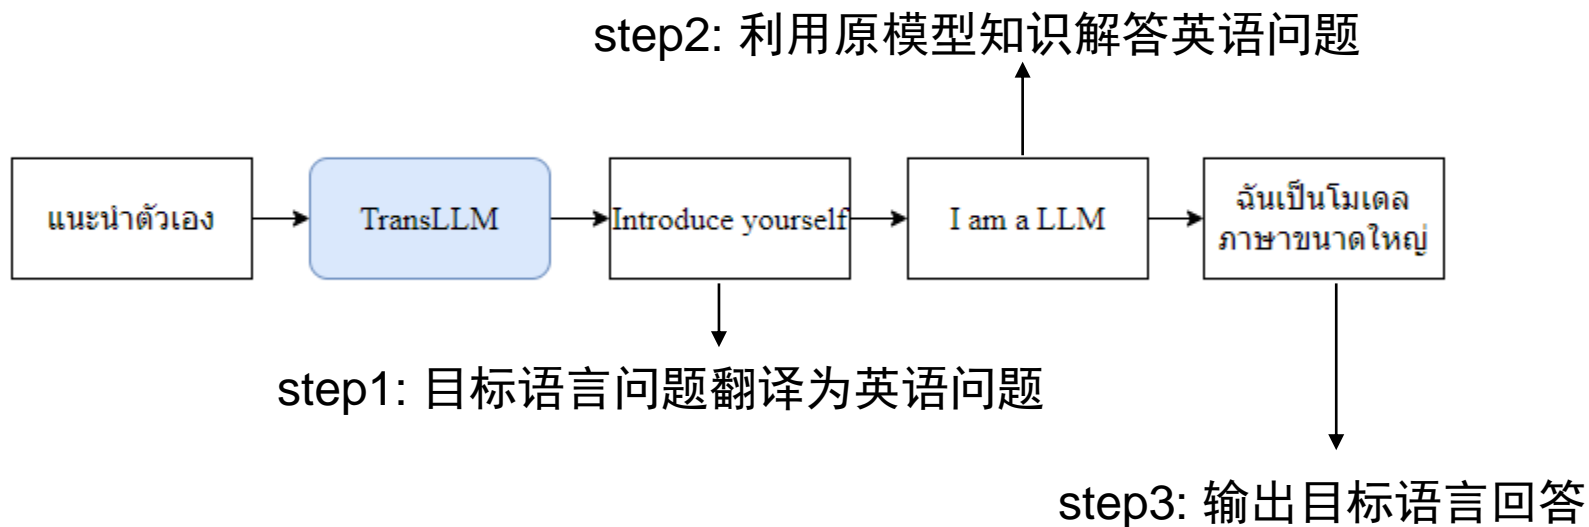 step2: 利用原模型知识解答英语问题
แนะนำตัวเอง
TransLLM
Introduce yourself
I am a LLM
ฉันเป็นโมเดล
ภาษาขนาดใหญ่
step1: 目标语言问题翻译为英语问题
step3: 输出目标语言回答